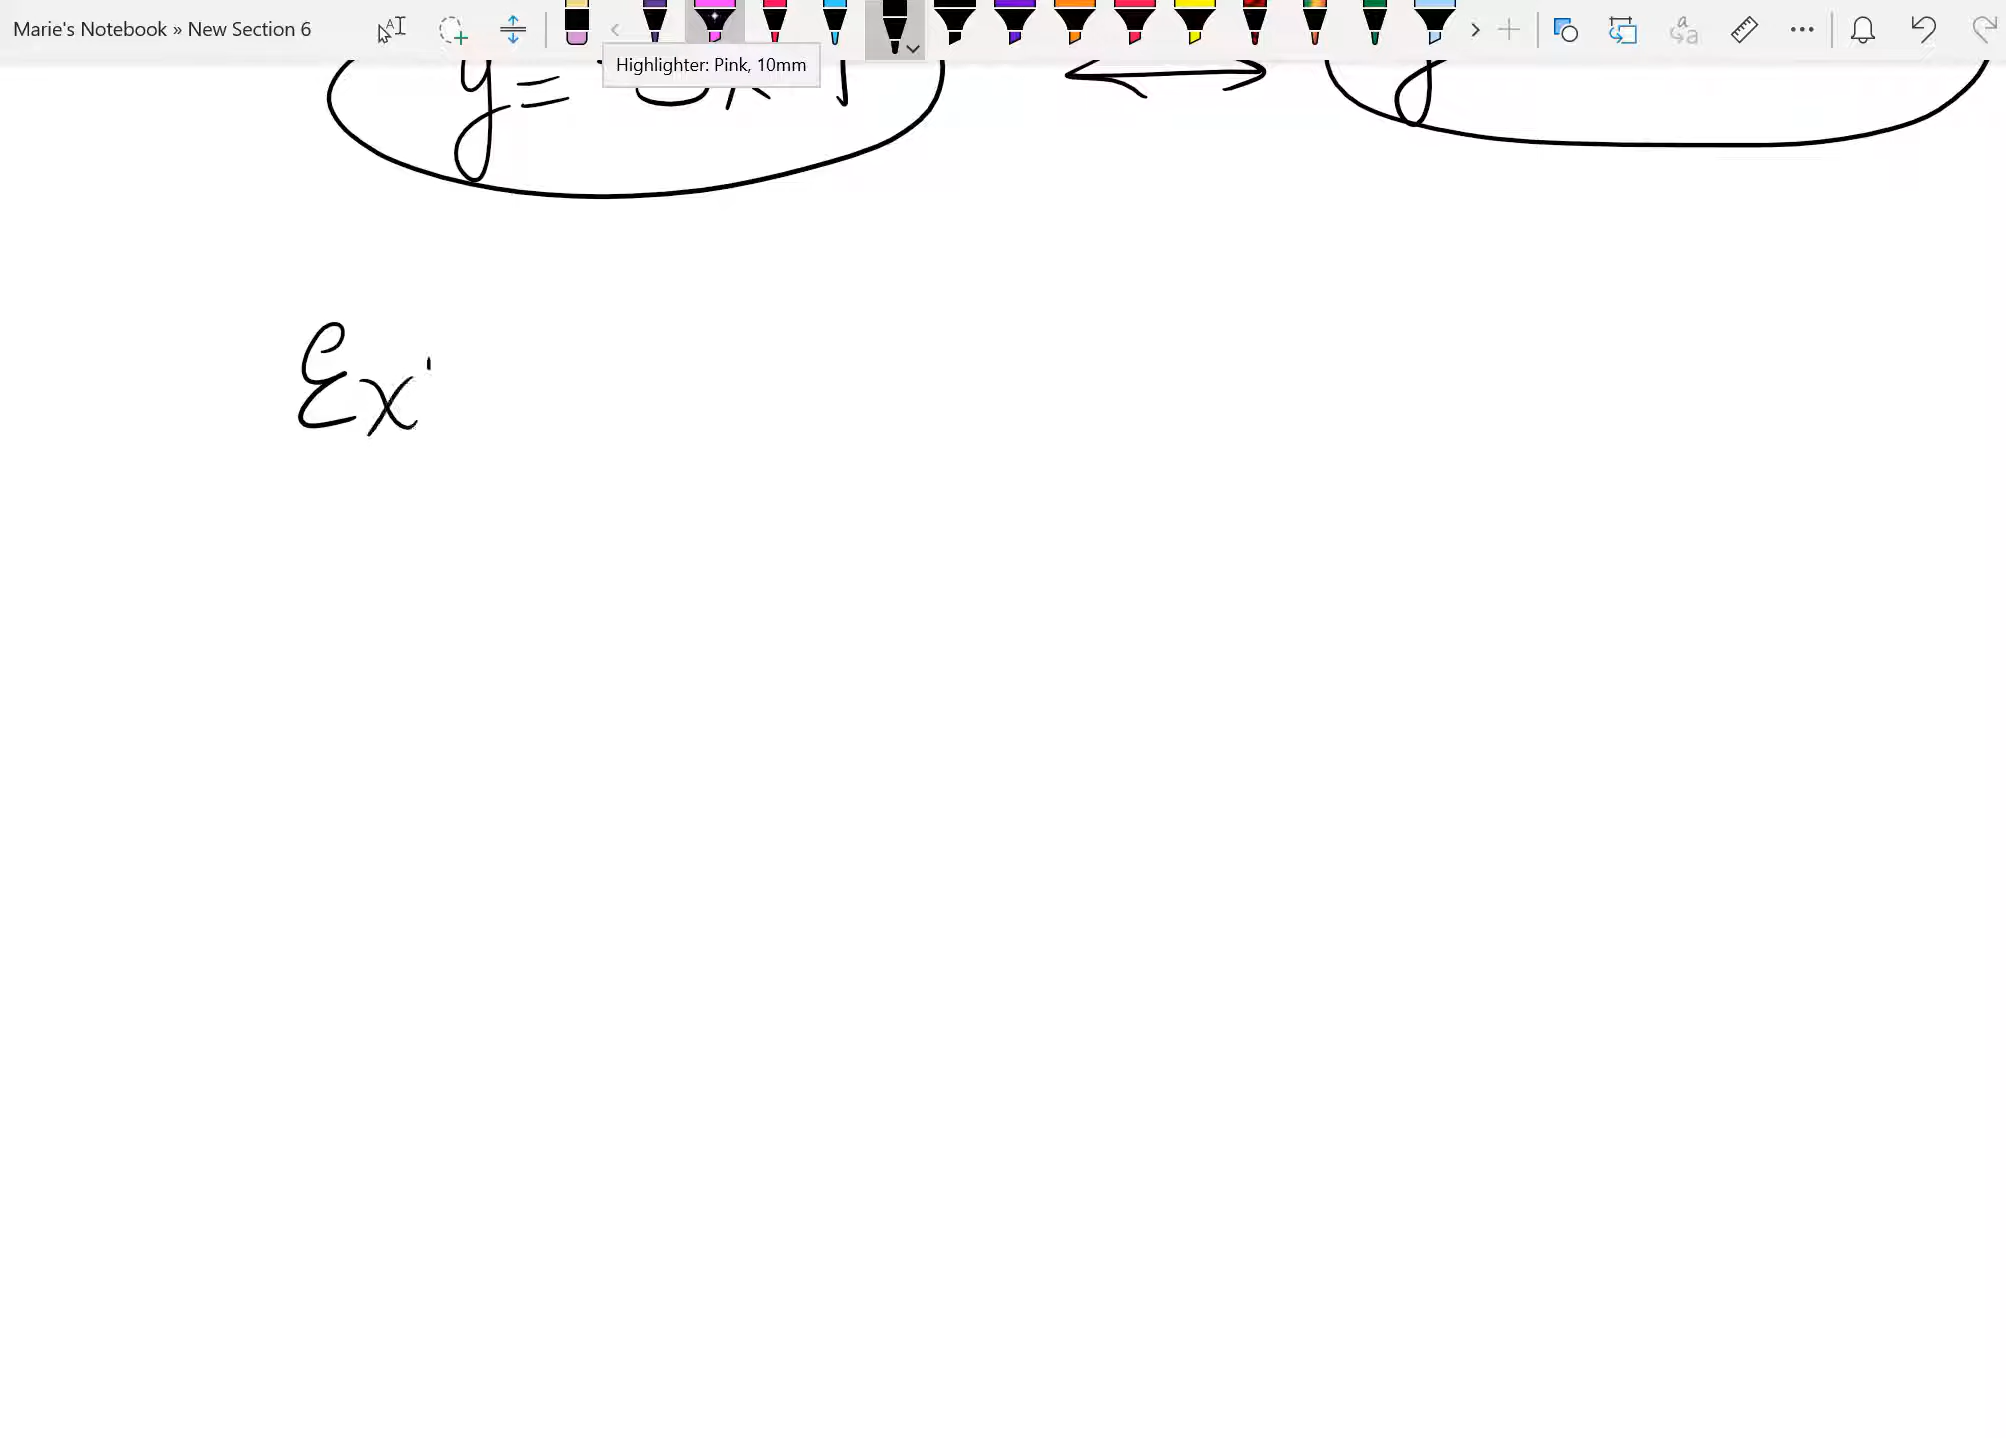 Marie's Notebook » New Section 6
Highlighter: Pink, 10mm
y =
y
Ex